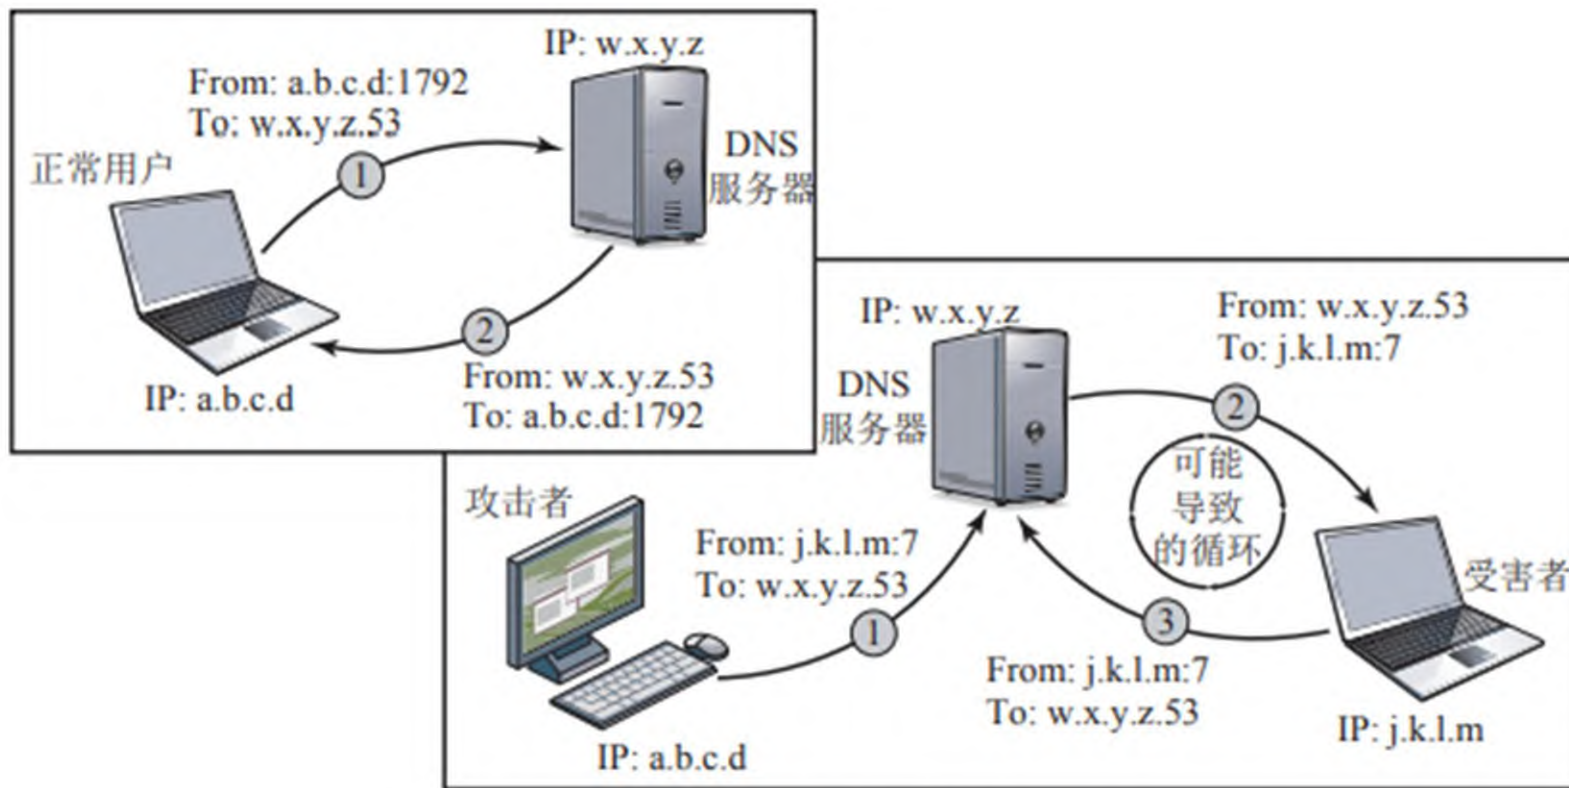 IP: w.x.y.z
From: a.b.c.d:1792
To: w.x.y.z.53
正常用户
1
DNS
服务器
2
From: w.x.y.z.53
To: a.b.c.d:1792
IP: a.b.c.d
IP: w.x.y.z
DNS
服务器
From: w.x.y.z.53
To: j.k.l.m:7
2
可能
导致
的循环
攻击者
From: j.k.l.m:7
To: w.x.y.z.53
1
受害者
3
From: j.k.l.m:7
To: w.x.y.z.53
IP: a.b.c.d
IP: j.k.l.m